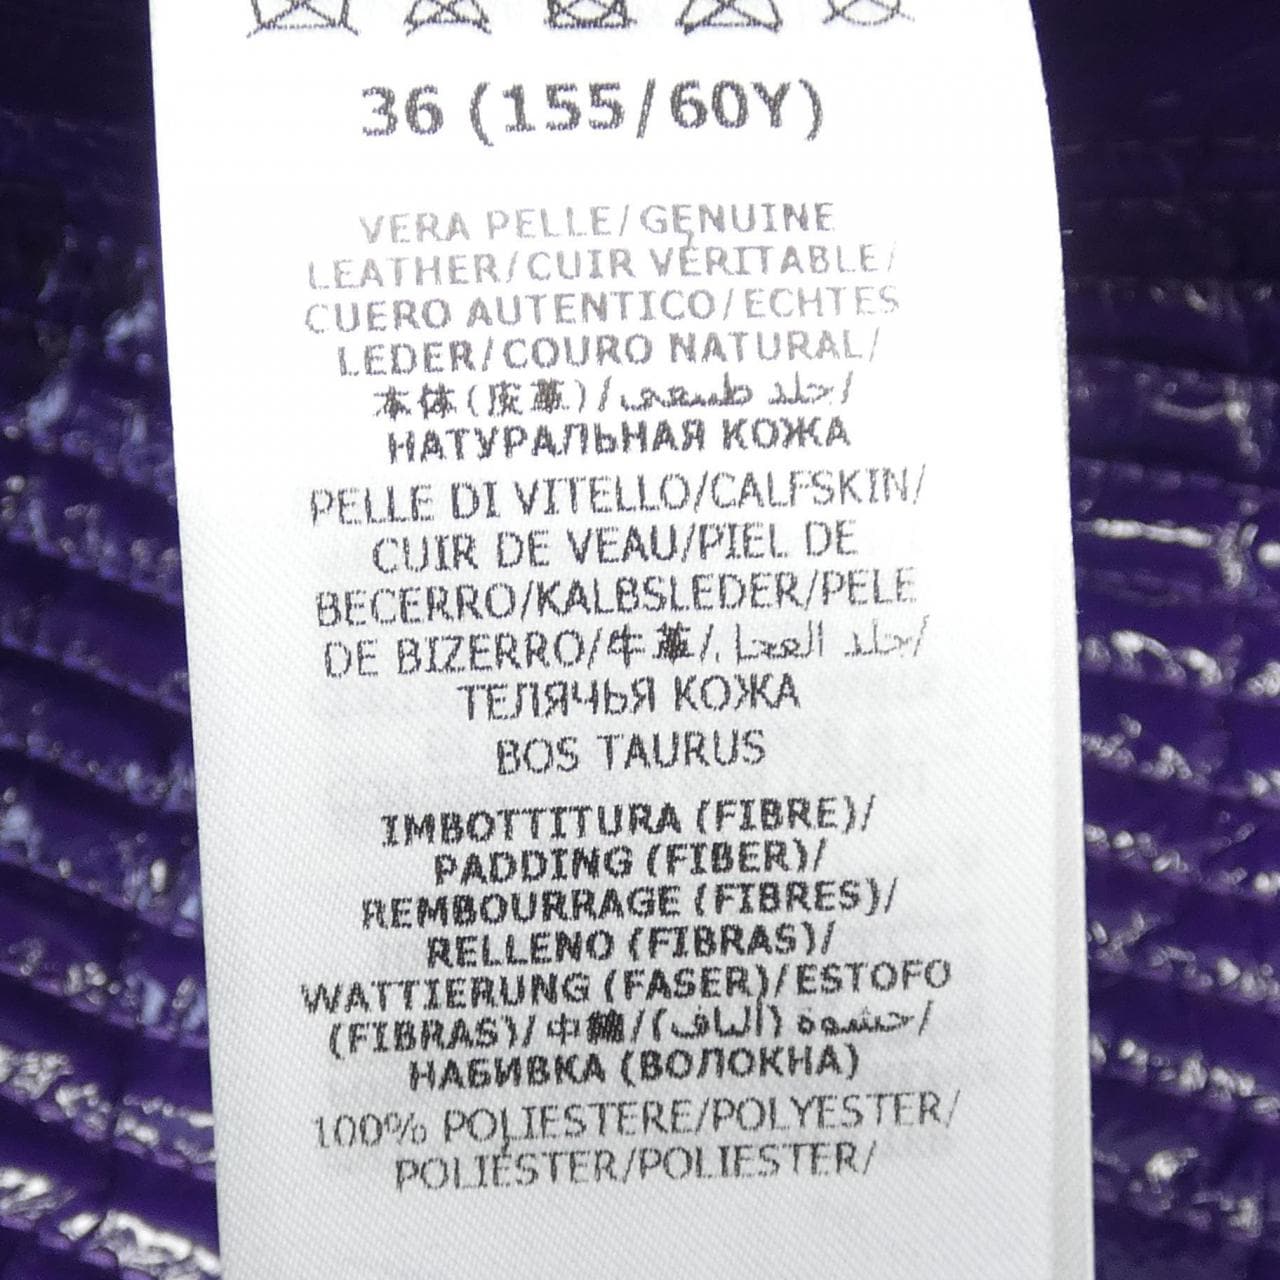 36 (155/60Y)
VERA PELLE/GENUINE
LEATHER/CUIR VÉRITABLE/
CUERO AUTENTICO/ECHTES
LEDER/COURO NATURAL/
本体(皮革)/جلد طبيعي/
НАТУРАЛЬНАЯ КОЖА
PELLE DI VITELLO/CALFSKIN/
CUIR DE VEAU/PIEL DE
BECERRO/KALBSLEDER/PELE
DE BIZERRO/牛革/جلد العجل/
ТЕЛЯЧЬЯ КОЖА
BOS TAURUS
IMBOTTITURA (FIBRE)/
PADDING (FIBER)/
REMBOURRAGE (FIBRES)/
RELLENO (FIBRAS)/
WATTIERUNG (FASER)/ESTOFO
(FIBRAS)/中綿/حشوة (ألياف)/
НАБИВКА (ВОЛОКНА)
100% POLIESTERE/POLYESTER/
POLIÉSTER/POLIESTER/